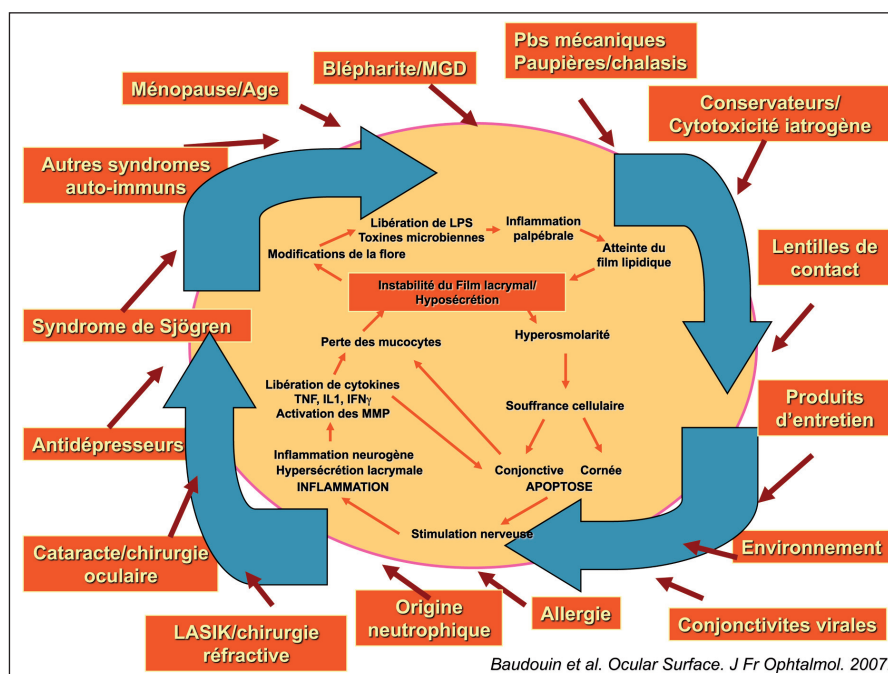 Pbs mécaniques
Paupières/chalasis
Blépharite/MGD
Ménopause/Age
Conservateurs/
Cytotoxicité iatrogène
Autres syndromes
auto-immuns
Libération de LPS
Toxines microbiennes
Inflammation
palpébrale
Modifications de la flore
Atteinte du
film lipidique
Lentilles de
contact
Instabilité du Film lacrymal/
Hyposécrétion
Syndrome de Sjögren
Perte des mucocytes
Hyperosmolarité
Libération de cytokines
TNF, IL1, IFNγ
Activation des MMP
Souffrance cellulaire
Produits
d'entretien
Antidépresseurs
Inflammation neurogène
Hypersécrétion lacrymale
INFLAMMATION
Conjonctive
Cornée
APOPTOSE
Stimulation nerveuse
Cataracte/chirurgie
oculaire
Environnement
LASIK/chirurgie
réfractive
Origine
neutrophique
Allergie
Conjonctivites virales
Baudouin et al. Ocular Surface. J Fr Ophtalmol. 2007